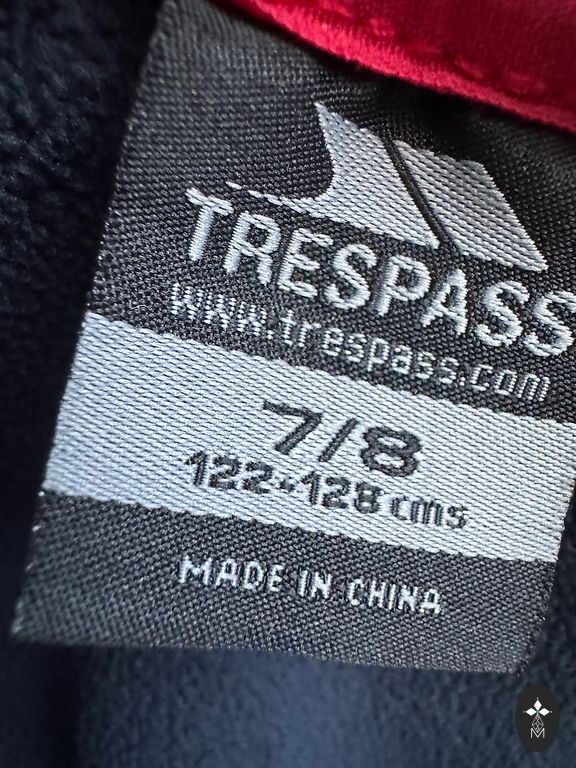 TRESPASS
www.trespass.com
7/8
122-128 cms
MADE IN CHINA
M